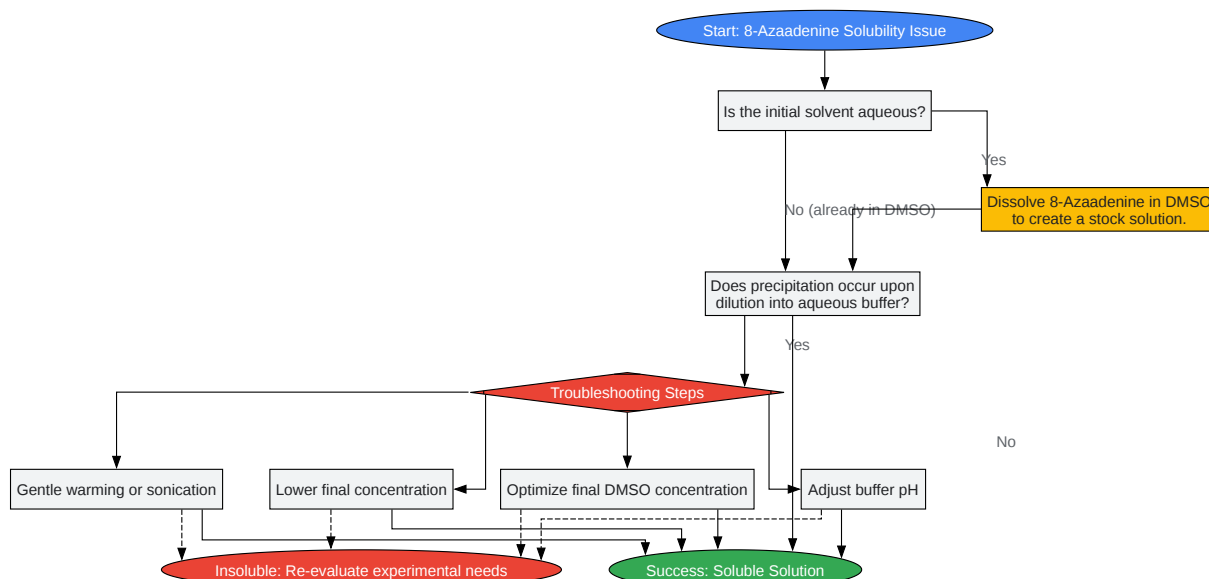 Start: 8-Azaadenine Solubility Issue
Is the initial solvent aqueous?
Yes
Dissolve 8-Azaadenine in DMSO
to create a stock solution.
No (already in DMSO)
Does precipitation occur upon
dilution into aqueous buffer?
Yes
Troubleshooting Steps
No
Gentle warming or sonication
Lower final concentration
Optimize final DMSO concentration
Adjust buffer pH
Insoluble: Re-evaluate experimental needs
Success: Soluble Solution